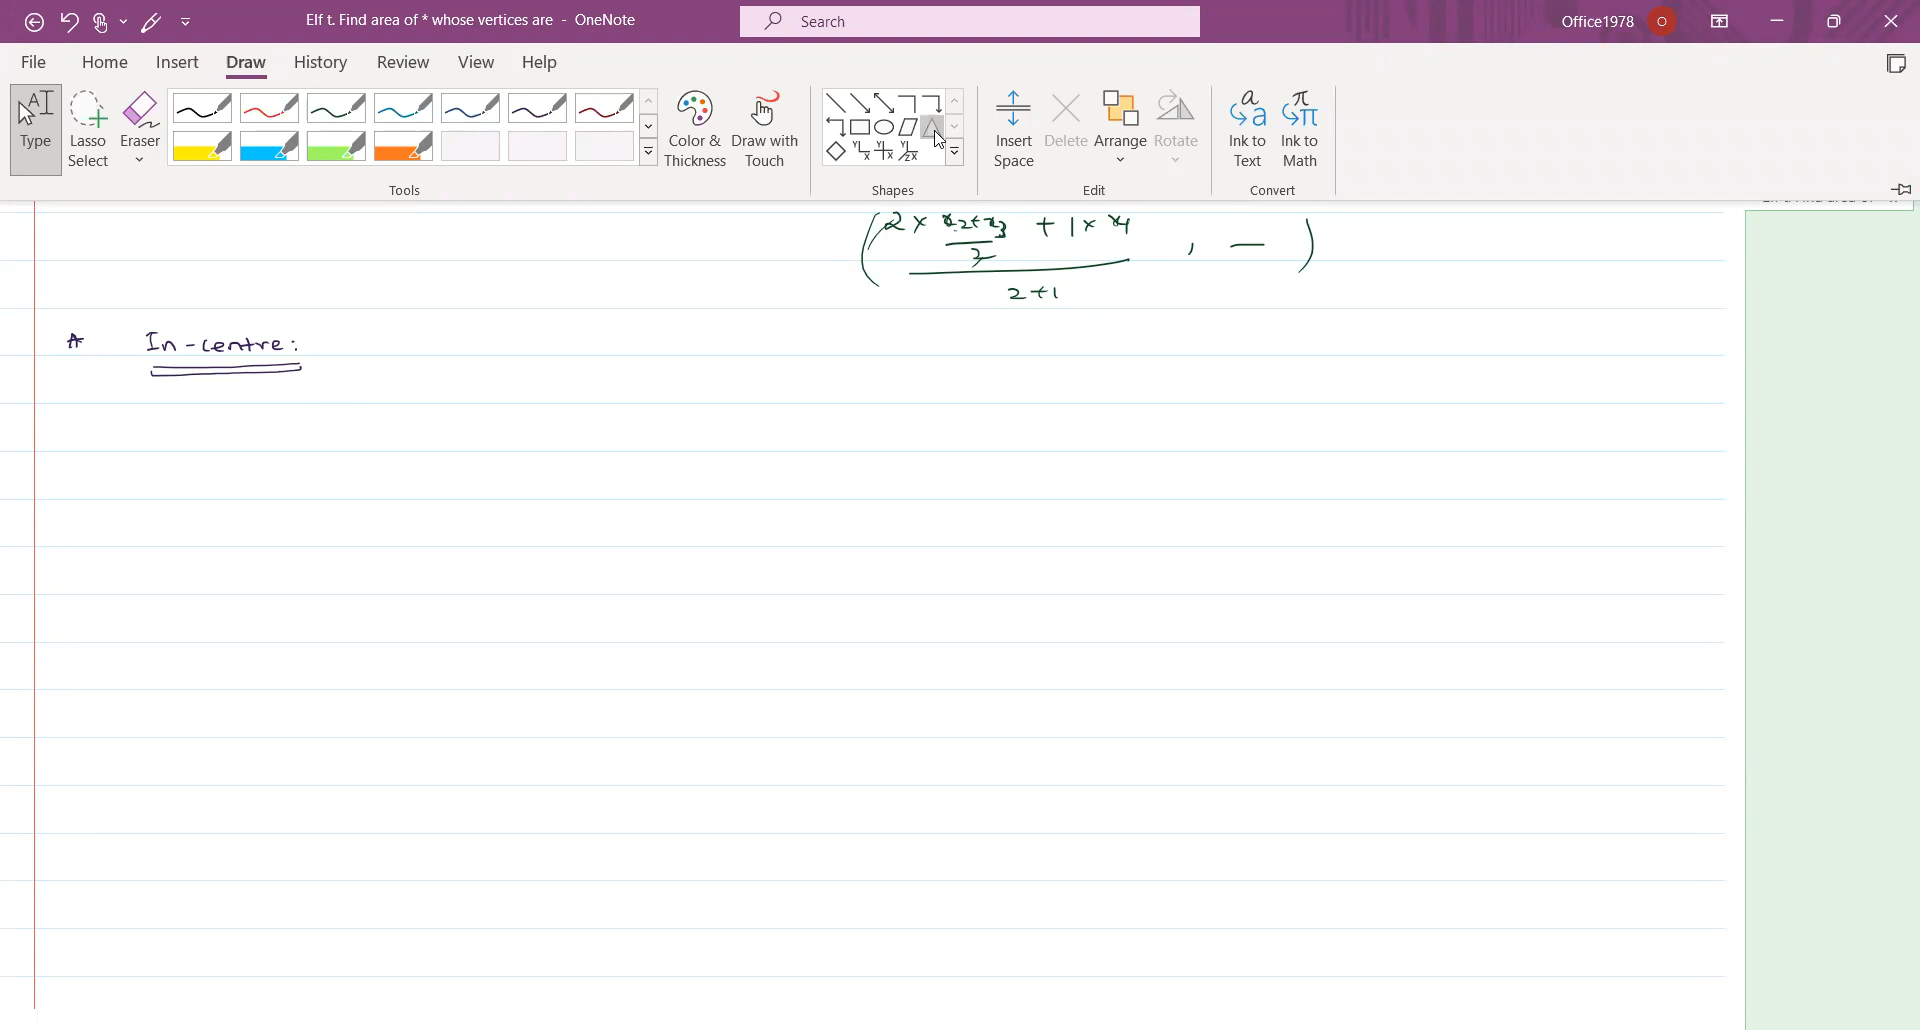 Elf t. Find area of * whose vertices are - OneNote
Search
Office1978
O
File Home Insert Draw History Review View Help
Type
Lasso Select
Eraser
Color & Thickness
Draw with Touch
Insert Space
Delete
Arrange
Rotate
Ink to Text
Ink to Math
Tools
Shapes
Edit
Convert
( 2 × x2+x3 + 1 × x1 , — )
2
2+1
* In-centre: